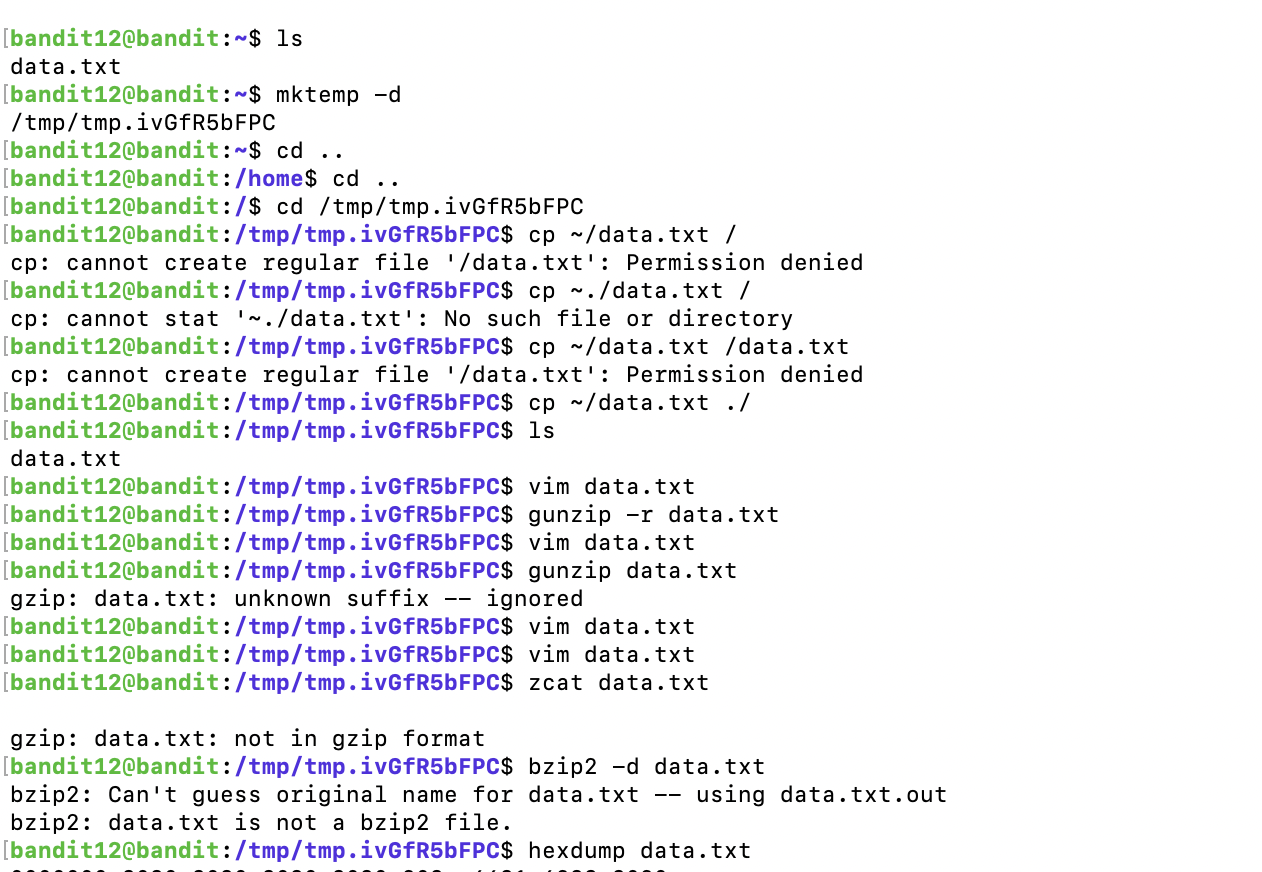 [bandit12@bandit:~$ ls
data.txt
[bandit12@bandit:~$ mktemp -d
/tmp/tmp.ivGfR5bFPC
[bandit12@bandit:~$ cd ..
[bandit12@bandit:/home$ cd ..
[bandit12@bandit:/$ cd /tmp/tmp.ivGfR5bFPC
[bandit12@bandit:/tmp/tmp.ivGfR5bFPC$ cp ~/data.txt /
cp: cannot create regular file '/data.txt': Permission denied
[bandit12@bandit:/tmp/tmp.ivGfR5bFPC$ cp ~./data.txt /
cp: cannot stat '~./data.txt': No such file or directory
[bandit12@bandit:/tmp/tmp.ivGfR5bFPC$ cp ~/data.txt /data.txt
cp: cannot create regular file '/data.txt': Permission denied
[bandit12@bandit:/tmp/tmp.ivGfR5bFPC$ cp ~/data.txt ./
[bandit12@bandit:/tmp/tmp.ivGfR5bFPC$ ls
data.txt
[bandit12@bandit:/tmp/tmp.ivGfR5bFPC$ vim data.txt
[bandit12@bandit:/tmp/tmp.ivGfR5bFPC$ gunzip -r data.txt
[bandit12@bandit:/tmp/tmp.ivGfR5bFPC$ vim data.txt
[bandit12@bandit:/tmp/tmp.ivGfR5bFPC$ gunzip data.txt
gzip: data.txt: unknown suffix -- ignored
[bandit12@bandit:/tmp/tmp.ivGfR5bFPC$ vim data.txt
[bandit12@bandit:/tmp/tmp.ivGfR5bFPC$ vim data.txt
[bandit12@bandit:/tmp/tmp.ivGfR5bFPC$ zcat data.txt
gzip: data.txt: not in gzip format
[bandit12@bandit:/tmp/tmp.ivGfR5bFPC$ bzip2 -d data.txt
bzip2: Can't guess original name for data.txt -- using data.txt.out
bzip2: data.txt is not a bzip2 file.
[bandit12@bandit:/tmp/tmp.ivGfR5bFPC$ hexdump data.txt